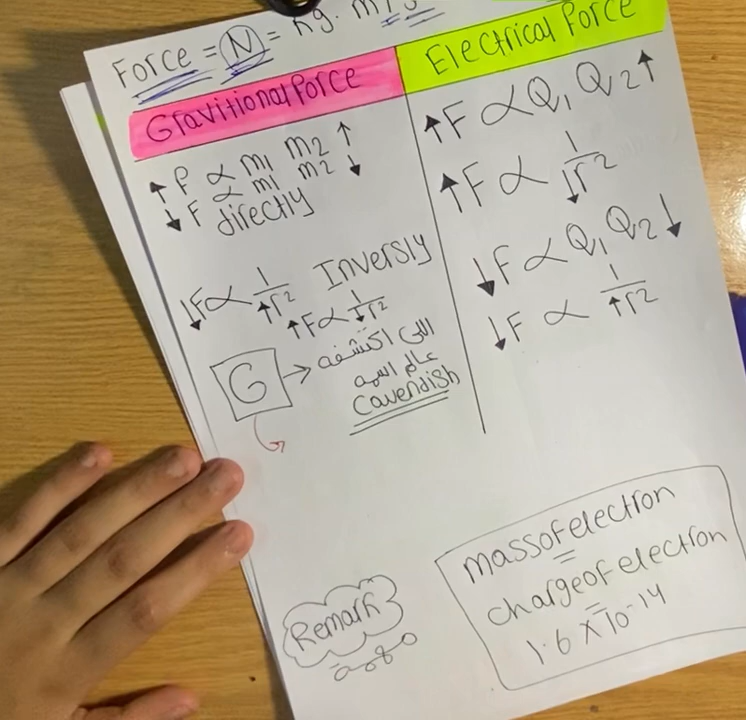 Force = N = kg. m/s
Gravitional Force
Electrical Force
↑ F ∝ m1 m2 ↑
↓ F ∝ m1 m2 ↓
directly
↓F ∝ 1/↑r² Inversly
↑F ∝ 1/↓r²
G → اللى اكتشفه
عالم اسمه
Cavendish
↑F ∝ Q1 Q2↑
↑F ∝ 1/↓r²
↓F ∝ Q1 Q2↓
↓F ∝ 1/↑r²
Remark
mass of electron
=
charge of electron
=
1.6 X 10-14